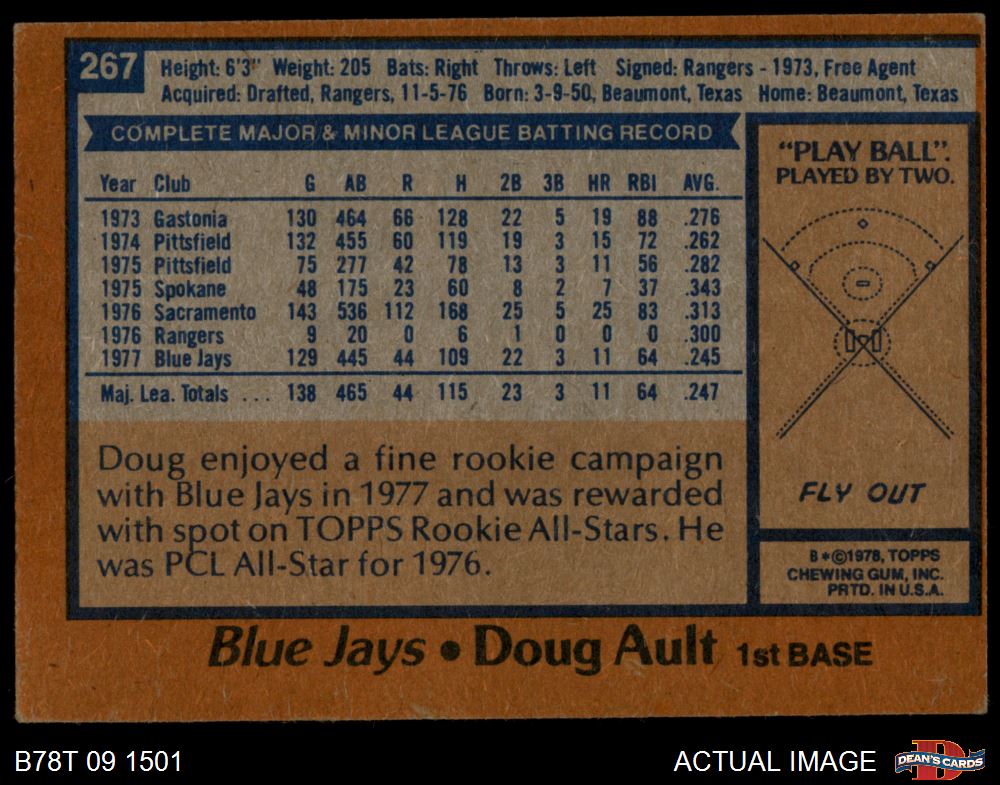 267
Height: 6'3" Weight: 205 Bats: Right Throws: Left Signed: Rangers - 1973, Free Agent
Acquired: Drafted, Rangers, 11-5-76 Born: 3-9-50, Beaumont, Texas Home: Beaumont, Texas
COMPLETE MAJOR & MINOR LEAGUE BATTING RECORD
Year Club G AB R H 2B 3B HR RBI AVG.
1973 Gastonia 130 464 66 128 22 5 19 88 .276
1974 Pittsfield 132 455 60 119 19 3 15 72 .262
1975 Pittsfield 75 277 42 78 13 3 11 56 .282
1975 Spokane 48 175 23 60 8 2 7 37 .343
1976 Sacramento 143 536 112 168 25 5 25 83 .313
1976 Rangers 9 20 0 6 1 0 0 0 .300
1977 Blue Jays 129 445 44 109 22 3 11 64 .245
Maj. Lea. Totals ... 138 465 44 115 23 3 11 64 .247
Doug enjoyed a fine rookie campaign
with Blue Jays in 1977 and was rewarded
with spot on TOPPS Rookie All-Stars. He
was PCL All-Star for 1976.
"PLAY BALL".
PLAYED BY TWO.
FLY OUT
B*©1978, TOPPS
CHEWING GUM, INC.
PRTD. IN U.S.A.
Blue Jays • Doug Ault 1st BASE
B78T 09 1501
ACTUAL IMAGE
D
DEAN'S CARDS